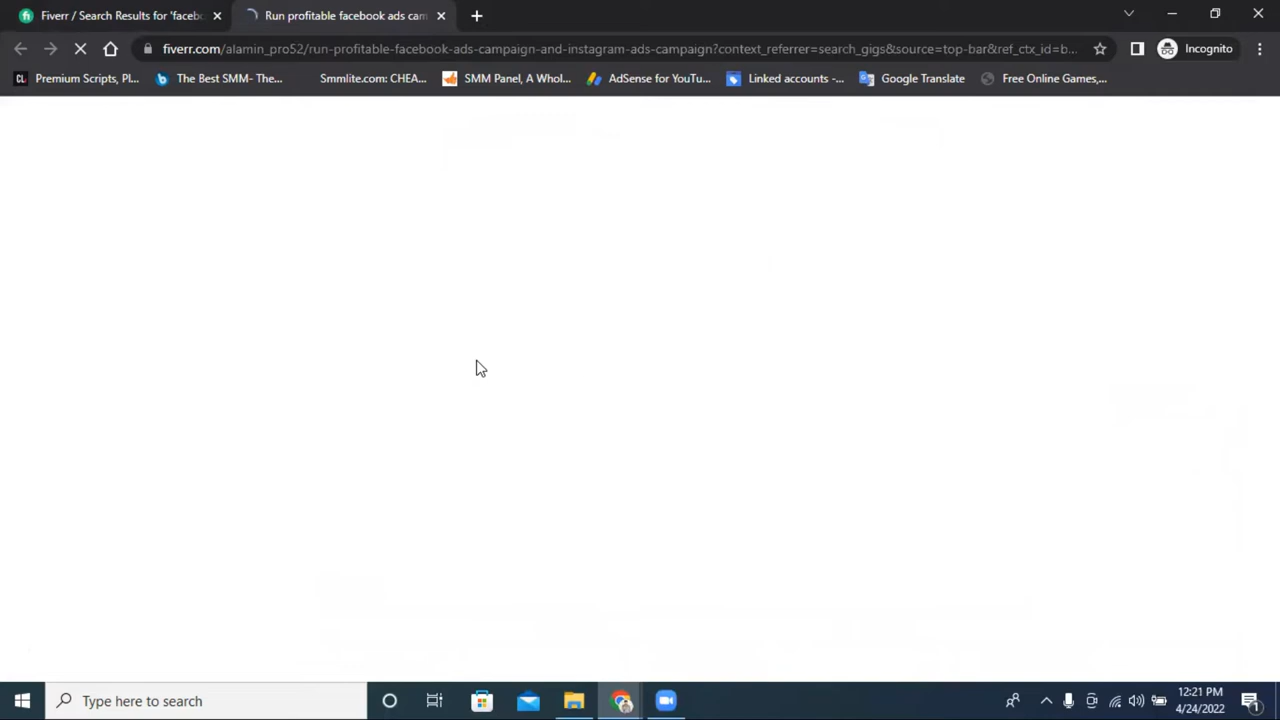 Fiverr / Search Results for 'facebo
Run profitable facebook ads cam
fiverr.com/alamin_pro52/run-profitable-facebook-ads-campaign-and-instagram-ads-campaign?context_referrer=search_gigs&source=top-bar&ref_ctx_id=b...
Incognito
CL Premium Scripts, Pl...
The Best SMM- The...
Smmlite.com: CHEA...
SMM Panel, A Whol...
AdSense for YouTu...
Linked accounts -...
Google Translate
Free Online Games,...
Type here to search
12:21 PM
4/24/2022
1